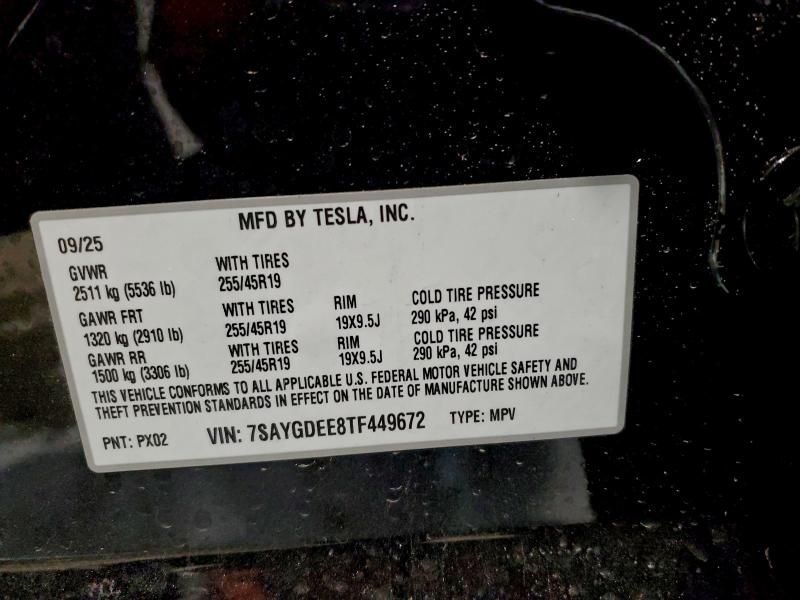 MFD BY TESLA, INC.
09/25
GVWR WITH TIRES
2511 kg (5536 lb) 255/45R19
GAWR FRT WITH TIRES RIM COLD TIRE PRESSURE
1320 kg (2910 lb) 255/45R19 19X9.5J 290 kPa, 42 psi
GAWR RR WITH TIRES RIM COLD TIRE PRESSURE
1500 kg (3306 lb) 255/45R19 19X9.5J 290 kPa, 42 psi
THIS VEHICLE CONFORMS TO ALL APPLICABLE U.S. FEDERAL MOTOR VEHICLE SAFETY AND
THEFT PREVENTION STANDARDS IN EFFECT ON THE DATE OF MANUFACTURE SHOWN ABOVE.
PNT: PX02 VIN: 7SAYGDEE8TF449672 TYPE: MPV